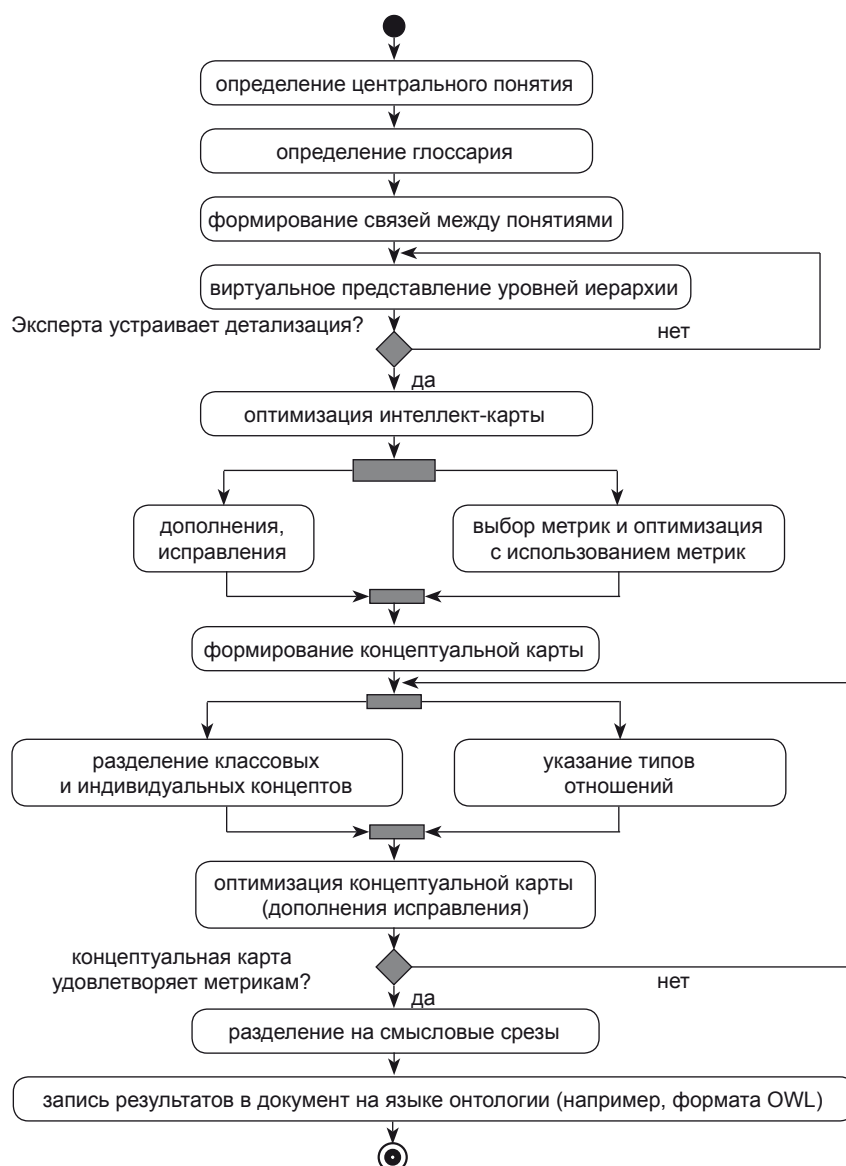 определение центрального понятия
определение глоссария
формирование связей между понятиями
виртуальное представление уровней иерархии
Эксперта устраивает детализация?
нет
да
оптимизация интеллект-карты
дополнения,
исправления
выбор метрик и оптимизация
с использованием метрик
формирование концептуальной карты
разделение классовых
и индивидуальных концептов
указание типов
отношений
оптимизация концептуальной карты
(дополнения исправления)
концептуальная карта
удовлетворяет метрикам?
нет
да
разделение на смысловые срезы
запись результатов в документ на языке онтологии (например, формата OWL)